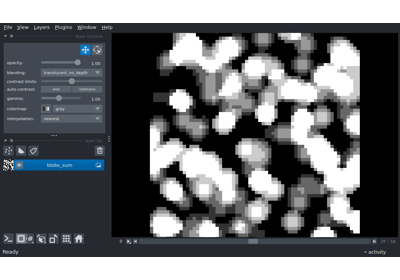 File View Layers Plugins Window Help
opacity: 1.00
blending: translucent_no_depth
contrast limits:
auto-contrast: once continuous
gamma: 1.00
colormap: gray
interpolation: nearest
blobs_sum
Ready
activity